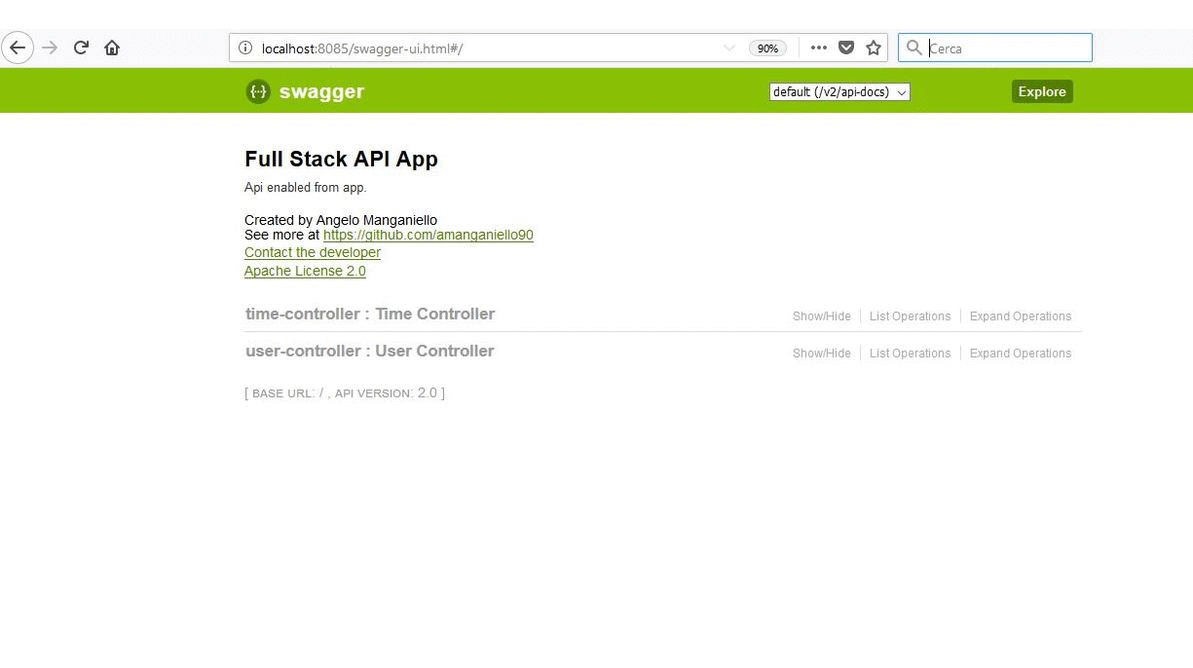 localhost:8085/swagger-ui.html#/ 90% Cerca
{···} swagger default (/v2/api-docs) Explore
Full Stack API App
Api enabled from app.
Created by Angelo Manganiello
See more at https://github.com/amanganiello90
Contact the developer
Apache License 2.0
time-controller : Time Controller Show/Hide List Operations Expand Operations
user-controller : User Controller Show/Hide List Operations Expand Operations
[ BASE URL: / , API VERSION: 2.0 ]